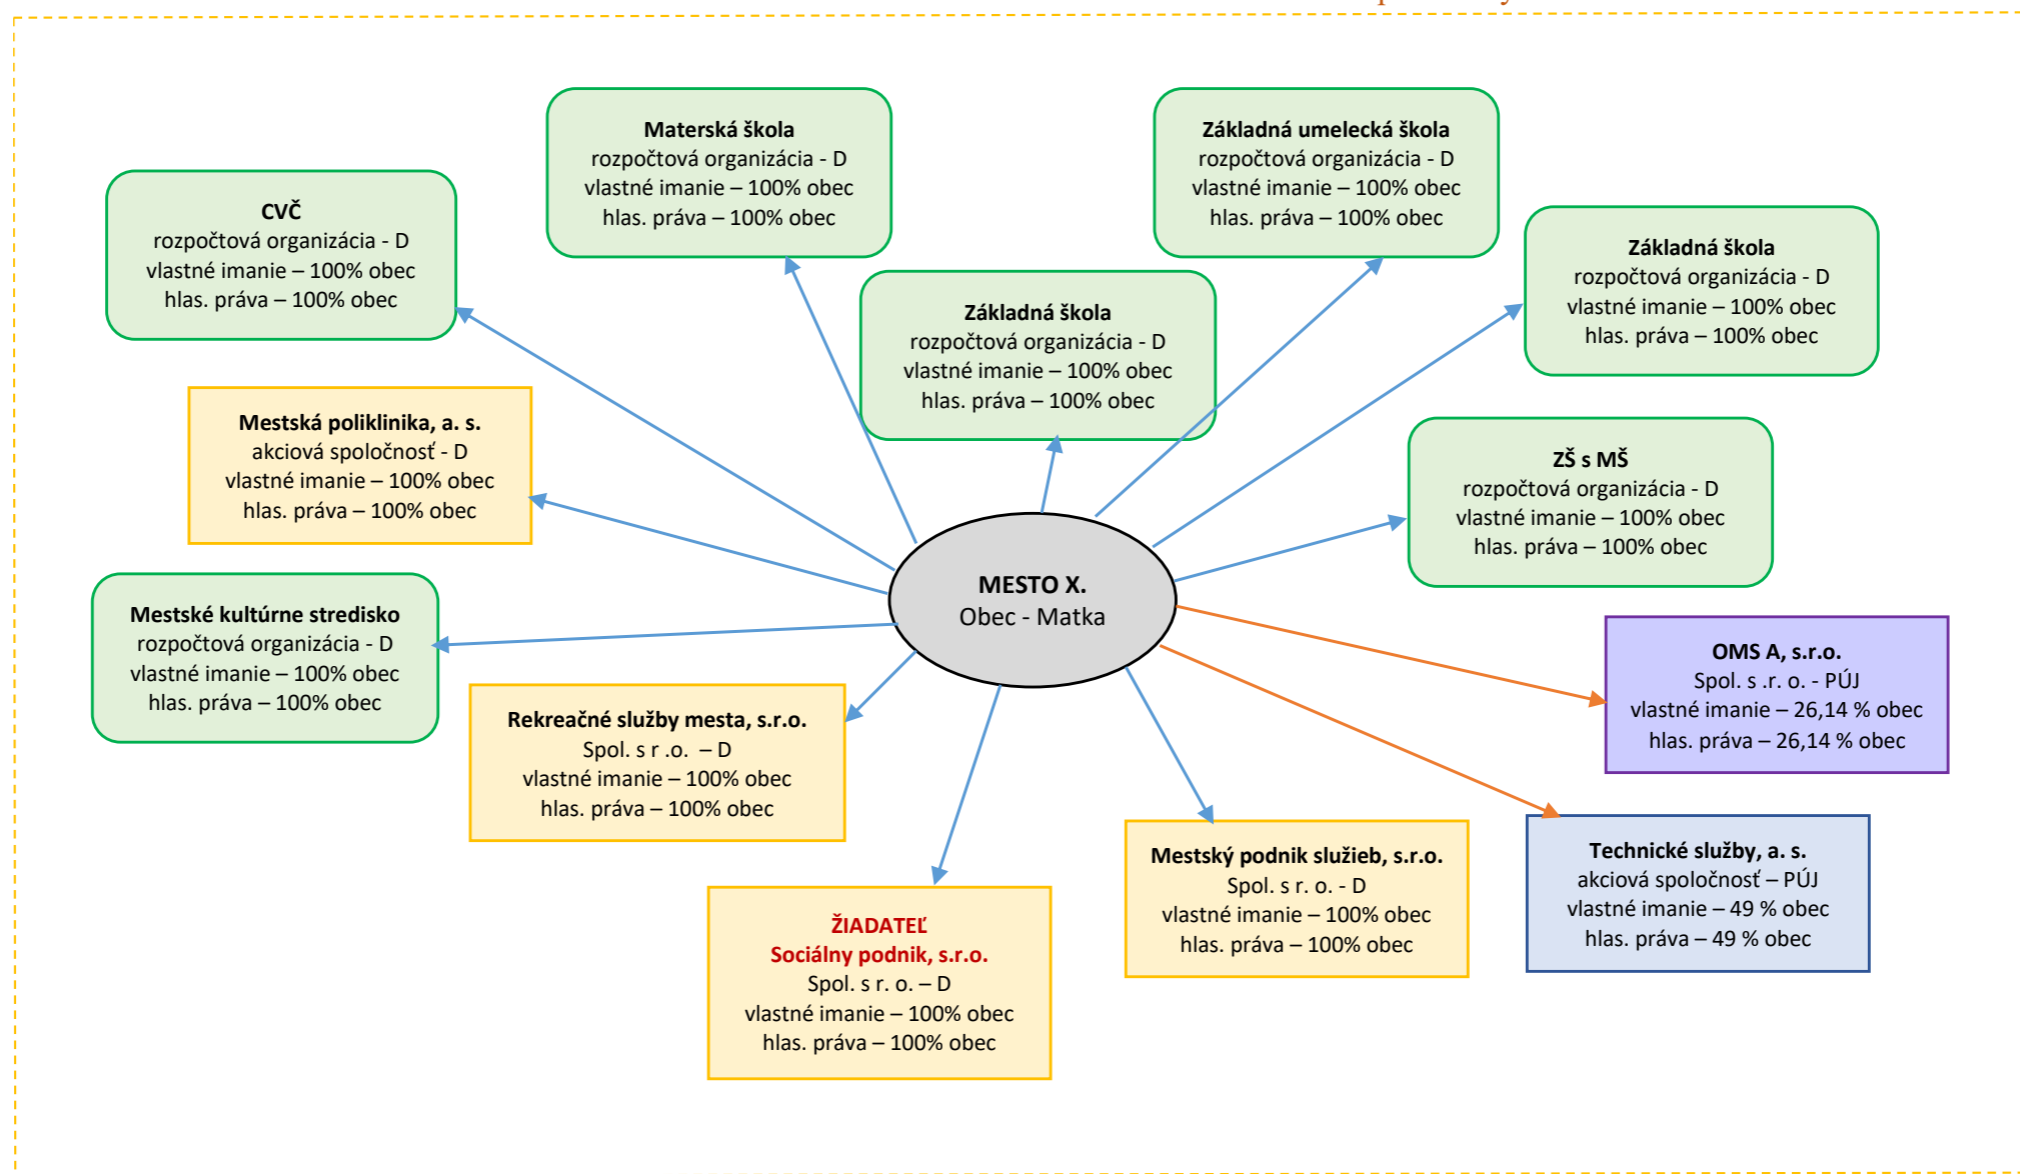 Materská škola
rozpočtová organizácia - D
vlastné imanie – 100% obec
hlas. práva – 100% obec
Základná umelecká škola
rozpočtová organizácia - D
vlastné imanie – 100% obec
hlas. práva – 100% obec
CVČ
rozpočtová organizácia - D
vlastné imanie – 100% obec
hlas. práva – 100% obec
Základná škola
rozpočtová organizácia - D
vlastné imanie – 100% obec
hlas. práva – 100% obec
Základná škola
rozpočtová organizácia - D
vlastné imanie – 100% obec
hlas. práva – 100% obec
Mestská poliklinika, a. s.
akciová spoločnosť - D
vlastné imanie – 100% obec
hlas. práva – 100% obec
ZŠ s MŠ
rozpočtová organizácia - D
vlastné imanie – 100% obec
hlas. práva – 100% obec
MESTO X.
Obec - Matka
Mestské kultúrne stredisko
rozpočtová organizácia - D
vlastné imanie – 100% obec
hlas. práva – 100% obec
OMS A, s.r.o.
Spol. s .r. o. - PÚJ
vlastné imanie – 26,14 % obec
hlas. práva – 26,14 % obec
Rekreačné služby mesta, s.r.o.
Spol. s r .o. – D
vlastné imanie – 100% obec
hlas. práva – 100% obec
Mestský podnik služieb, s.r.o.
Spol. s r. o. - D
vlastné imanie – 100% obec
hlas. práva – 100% obec
Technické služby, a. s.
akciová spoločnosť – PÚJ
vlastné imanie – 49 % obec
hlas. práva – 49 % obec
ŽIADATEĽ
Sociálny podnik, s.r.o.
Spol. s r. o. – D
vlastné imanie – 100% obec
hlas. práva – 100% obec